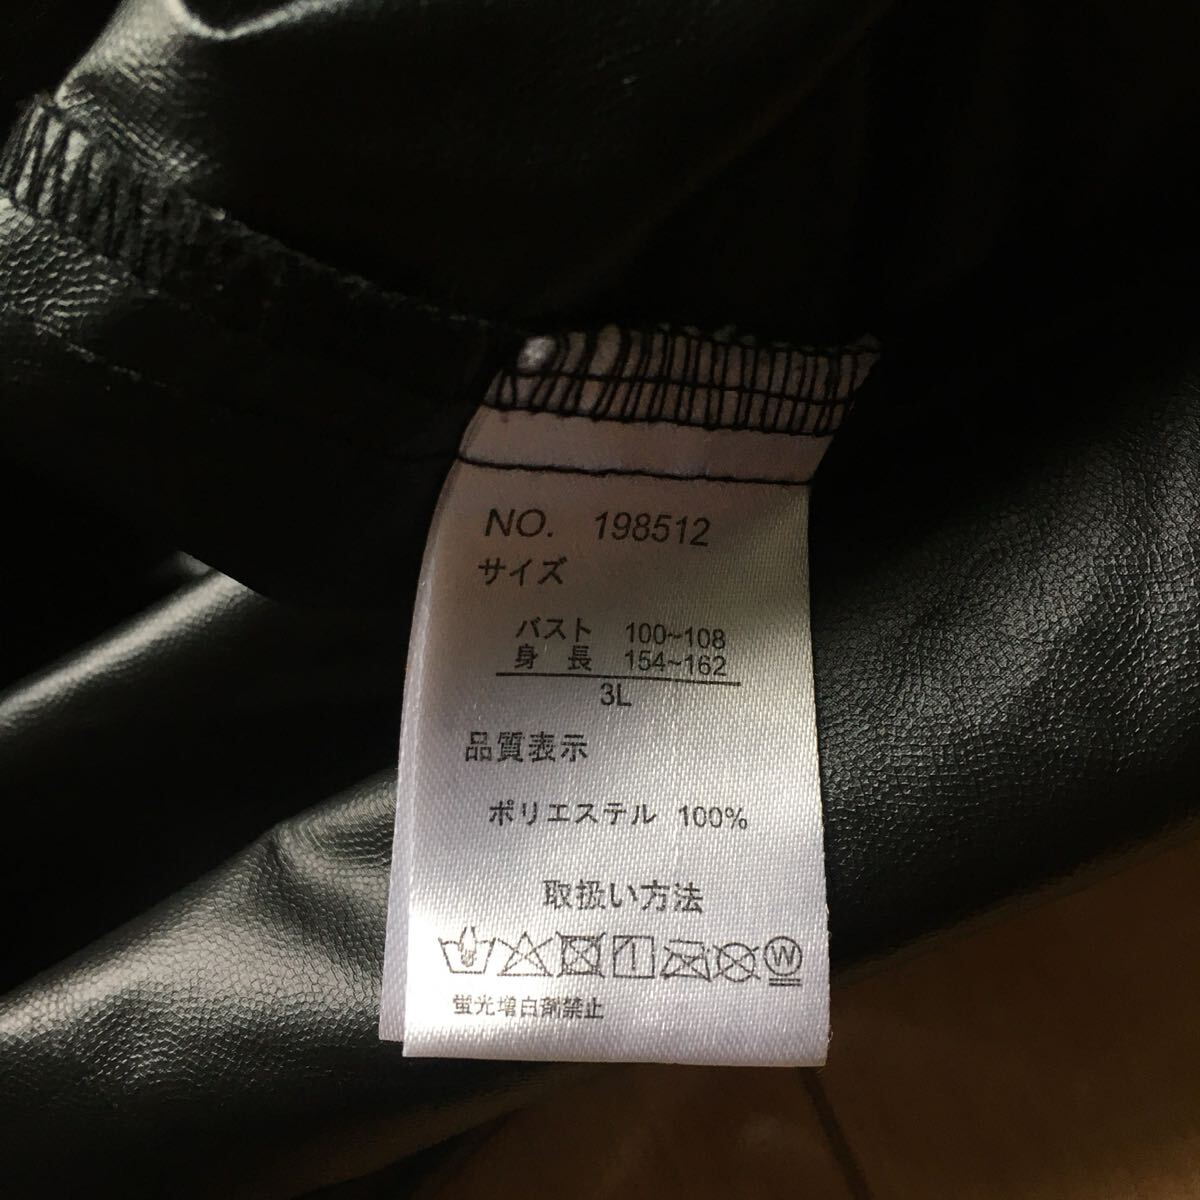 NO. 198512
サイズ
バスト 100~108
身 長 154~162
3L
品質表示
ポリエステル 100%
取扱い方法
W
蛍光増白剤禁止